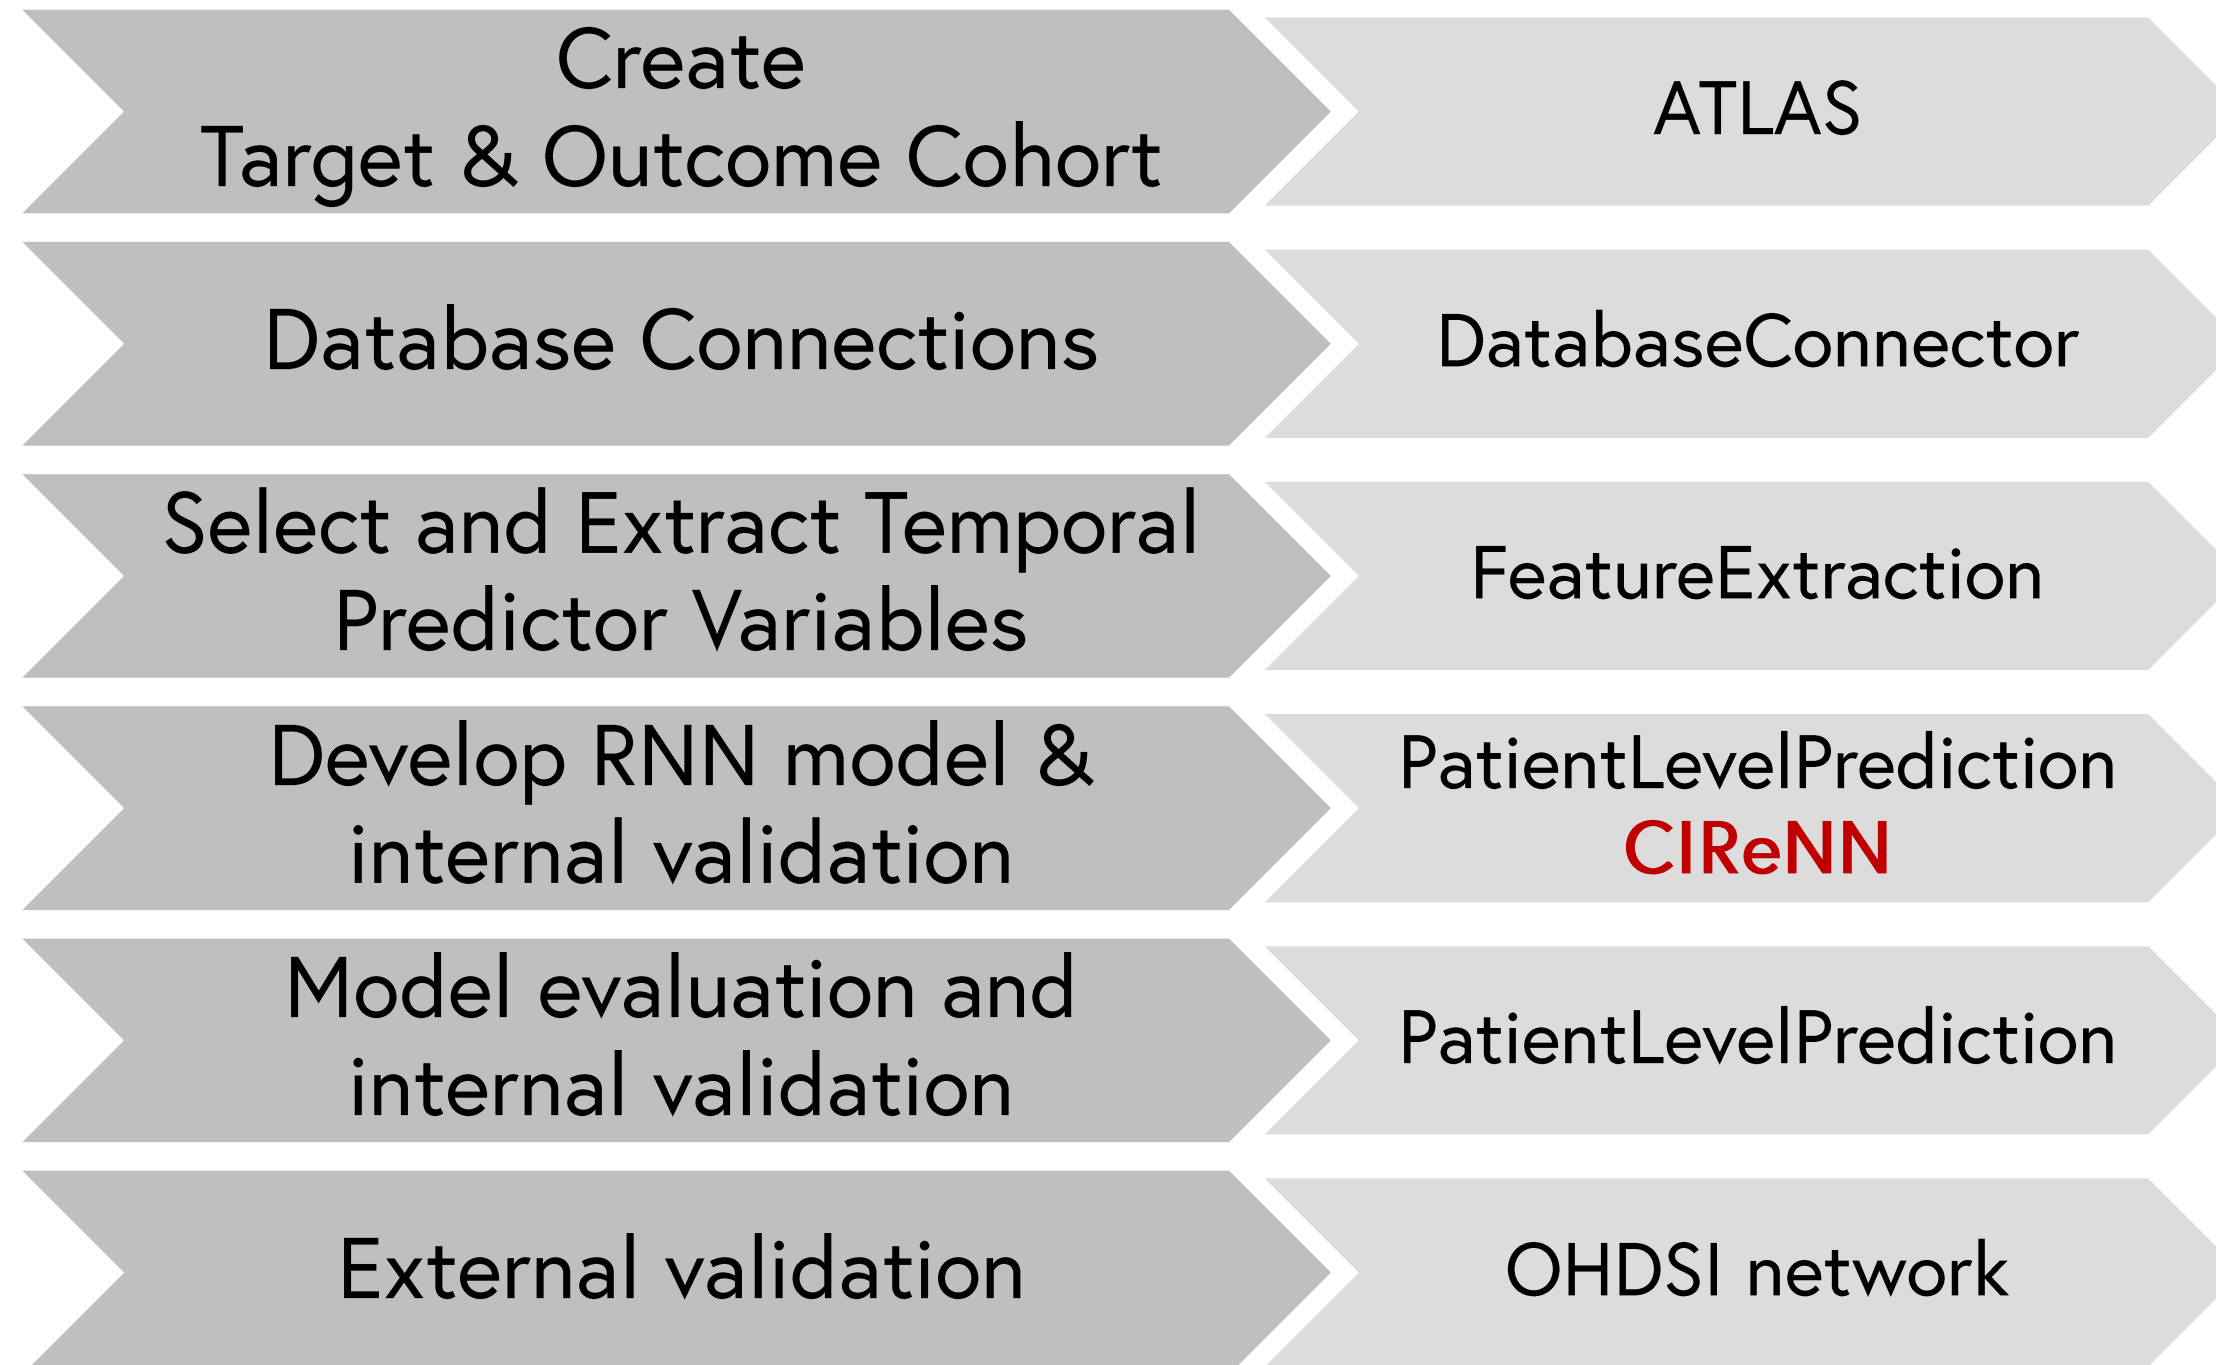 Create
Target & Outcome Cohort
ATLAS
Database Connections
DatabaseConnector
Select and Extract Temporal
Predictor Variables
FeatureExtraction
Develop RNN model &
internal validation
PatientLevelPrediction
CIReNN
Model evaluation and
internal validation
PatientLevelPrediction
External validation
OHDSI network